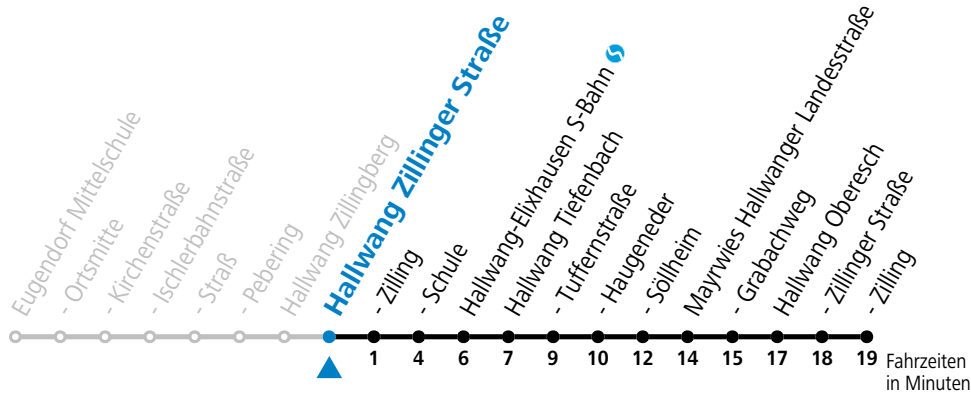 Eugendorf Mittelschule
- Ortsmitte
- Kirchenstraße
- Ischlerbahnstraße
- Straß
- Pebering
Hallwang Zillingberg
Hallwang Zillinger Straße
- Zilling
- Schule
Hallwang-Elixhausen S-Bahn
Hallwang Tiefenbach
- Tuffernstraße
- Haugeneder
- Söllheim
Mayrwies Hallwanger Landesstraße
- Grabachweg
Hallwang Oberesch
- Zillinger Straße
- Zilling
1 4 6 7 9 10 12 14 15 17 18 19 Fahrzeiten
in Minuten